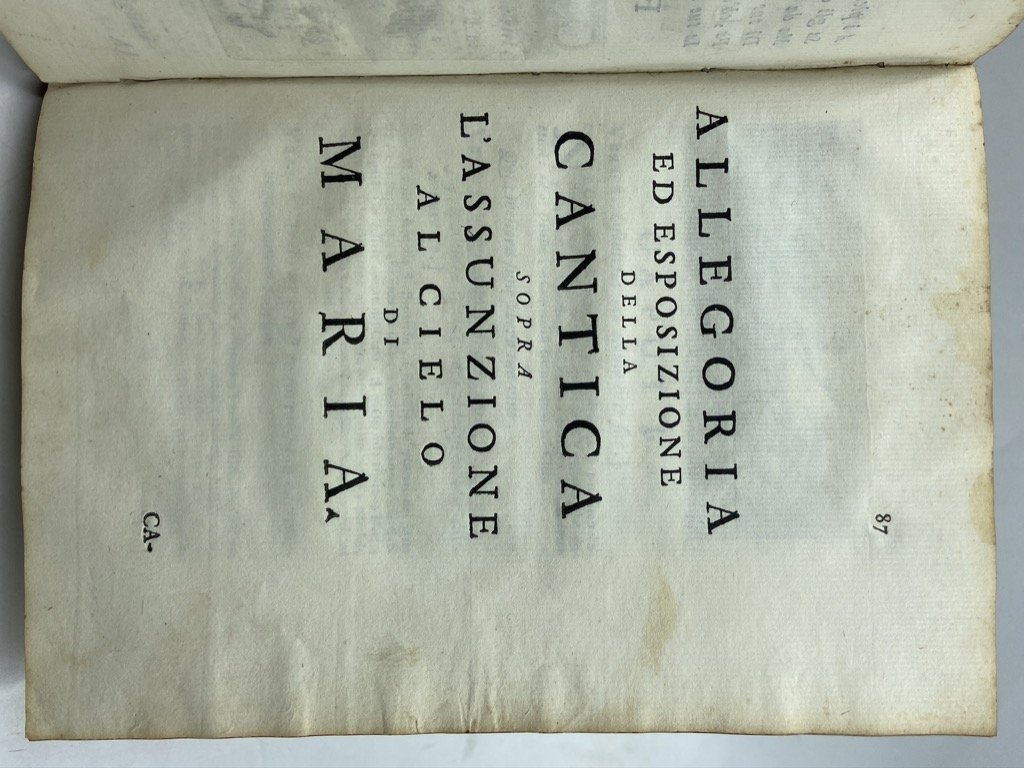 87
ALLEGORIA
ED ESPOSIZIONE
DELLA
CANTICA
SOPRA
L'ASSUNZIONE
AL CIELO
DI
MARIA.
CA-